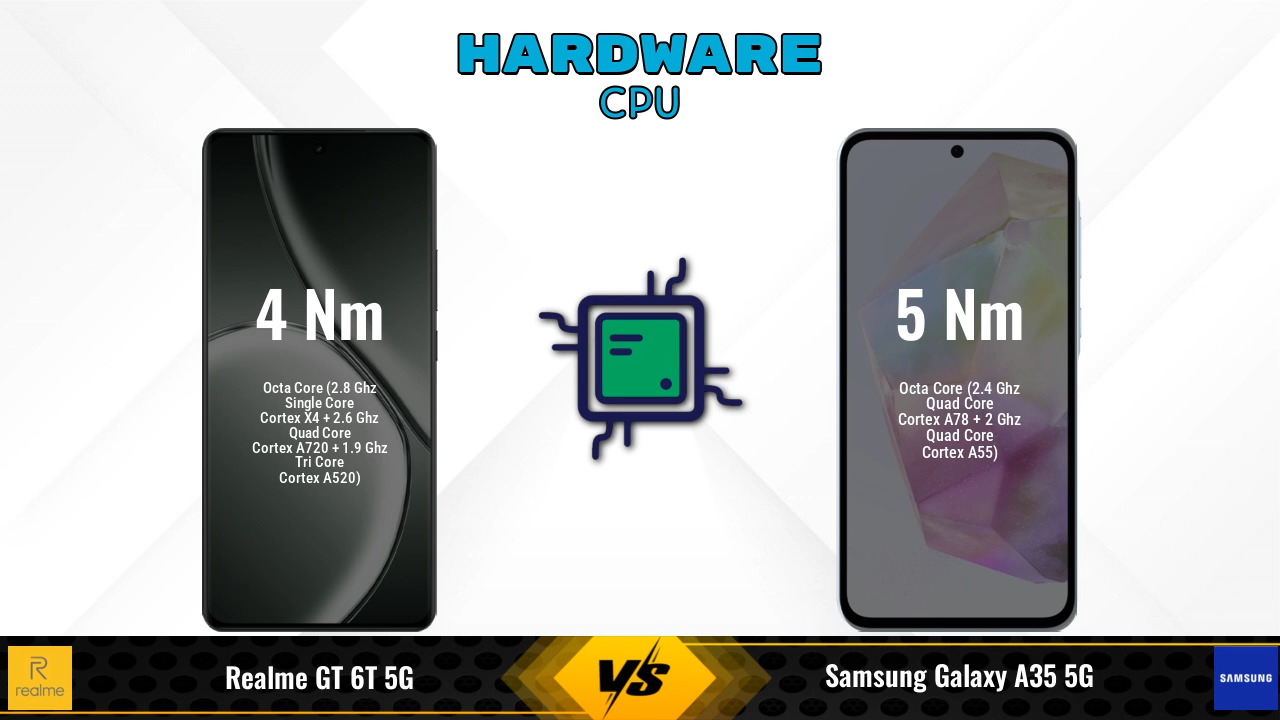 HARDWARE
CPU
4 Nm
Octa Core (2.8 Ghz
Single Core
Cortex X4 + 2.6 Ghz
Quad Core
Cortex A720 + 1.9 Ghz
Tri Core
Cortex A520)
5 Nm
Octa Core (2.4 Ghz
Quad Core
Cortex A78 + 2 Ghz
Quad Core
Cortex A55)
realme
Realme GT 6T 5G
VS
Samsung Galaxy A35 5G
SAMSUNG